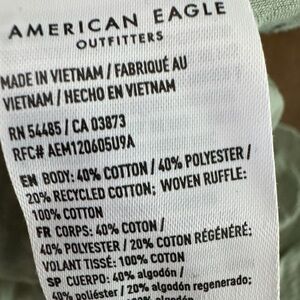 AMERICAN EAGLE
OUTFITTERS
MADE IN VIETNAM / FABRIQUÉ AU
VIETNAM / HECHO EN VIETNAM
RN 54485 / CA 03873
RFC# AEM120605U9A
EN BODY: 40% COTTON / 40% POLYESTER /
20% RECYCLED COTTON; WOVEN RUFFLE:
100% COTTON
FR CORPS: 40% COTON /
40% POLYESTER / 20% COTON RÉGÉNÉRÉ;
VOLANT TISSÉ: 100% COTON
SP CUERPO: 40% algodón /
40% poliéster / 20% algodón regenerado;
100% algodón